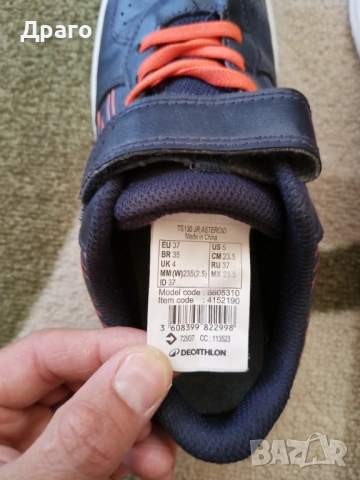 Драго
TS130 JR ASTEROID
Made in China
EU 37 US 5
BR 35 CM 23.5
UK 4 RU 37
MM (W)235(2.5) MX 23.5
ID 37
Model code : 8605310
Item code : 4152190
3 608399 822998
72937 CC : 113523
DECATHLON
BAZAR